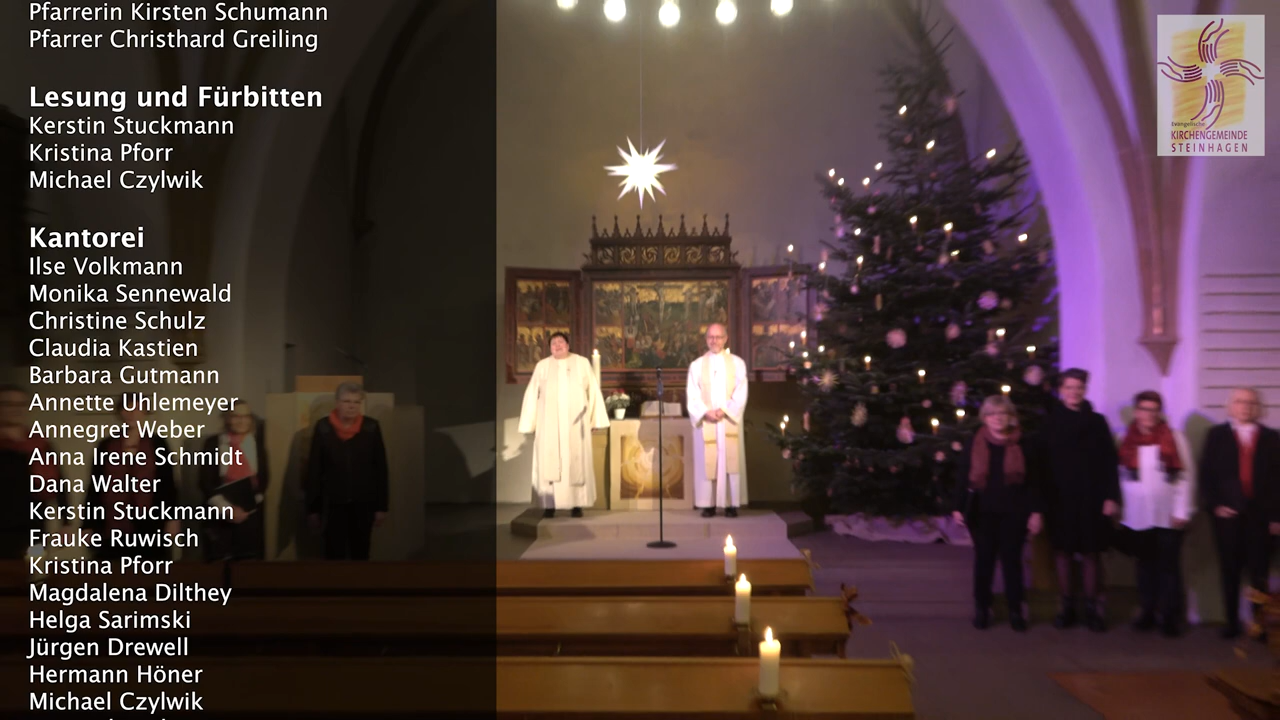 Pfarrerin Kirsten Schumann
Pfarrer Christhard Greiling
Lesung und Fürbitten
Kerstin Stuckmann
Kristina Pforr
Michael Czylwik
Kantorei
Ilse Volkmann
Monika Sennewald
Christine Schulz
Claudia Kastien
Barbara Gutmann
Annette Uhlemeyer
Annegret Weber
Anna Irene Schmidt
Dana Walter
Kerstin Stuckmann
Frauke Ruwisch
Kristina Pforr
Magdalena Dilthey
Helga Sarimski
Jürgen Drewell
Hermann Höner
Michael Czylwik
Evangelische
KIRCHENGEMEINDE
STEINHAGEN